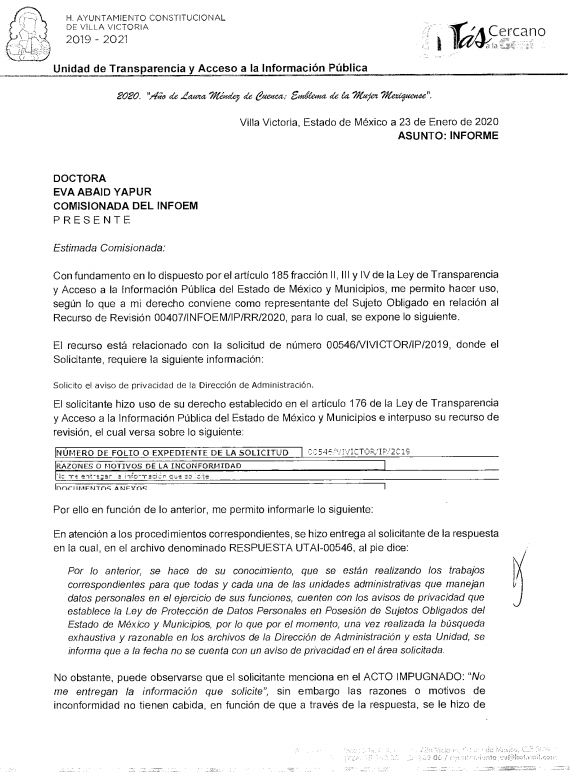 H. AYUNTAMIENTO CONSTITUCIONAL
DE VILLA VICTORIA
2019 - 2021
Más Cercano
a la Gente
Unidad de Transparencia y Acceso a la Información Pública
2020. "Año de Laura Méndez de Cuenca; Emblema de la Mujer Mexiquense".
Villa Victoria, Estado de México a 23 de Enero de 2020
ASUNTO: INFORME
DOCTORA
EVA ABAID YAPUR
COMISIONADA DEL INFOEM
P R E S E N T E
Estimada Comisionada:
Con fundamento en lo dispuesto por el artículo 185 fracción II, III y IV de la Ley de Transparencia
y Acceso a la Información Pública del Estado de México y Municipios, me permito hacer uso,
según lo que a mi derecho conviene como representante del Sujeto Obligado en relación al
Recurso de Revisión 00407/INFOEM/IP/RR/2020, para lo cual, se expone lo siguiente.
El recurso está relacionado con la solicitud de número 00546/VIVICTOR/IP/2019, donde el
Solicitante, requiere la siguiente información:
Solicito el aviso de privacidad de la Dirección de Administración.
El solicitante hizo uso de su derecho establecido en el artículo 176 de la Ley de Transparencia
y Acceso a la Información Pública del Estado de México y Municipios e interpuso su recurso de
revisión, el cual versa sobre lo siguiente:
NÚMERO DE FOLIO O EXPEDIENTE DE LA SOLICITUD 00546/VIVICTOR/IP/2019
RAZONES O MOTIVOS DE LA INCONFORMIDAD
No me entregan la información que solicite
DOCUMENTOS ANEXOS
Por ello en función de lo anterior, me permito informarle lo siguiente:
En atención a los procedimientos correspondientes, se hizo entrega al solicitante de la respuesta
en la cual, en el archivo denominado RESPUESTA UTAI-00546, al pie dice:
Por lo anterior, se hace de su conocimiento, que se están realizando los trabajos
correspondientes para que todas y cada una de las unidades administrativas que manejan
datos personales en el ejercicio de sus funciones, cuenten con los avisos de privacidad que
establece la Ley de Protección de Datos Personales en Posesión de Sujetos Obligados del
Estado de México y Municipios, por lo que por el momento, una vez realizada la búsqueda
exhaustiva y razonable en los archivos de la Dirección de Administración y esta Unidad, se
informa que a la fecha no se cuenta con un aviso de privacidad en el área solicitada.
No obstante, puede observarse que el solicitante menciona en el ACTO IMPUGNADO: "No
me entregan la información que solicite", sin embargo las razones o motivos de
inconformidad no tienen cabida, en función de que a través de la respuesta, se le hizo de